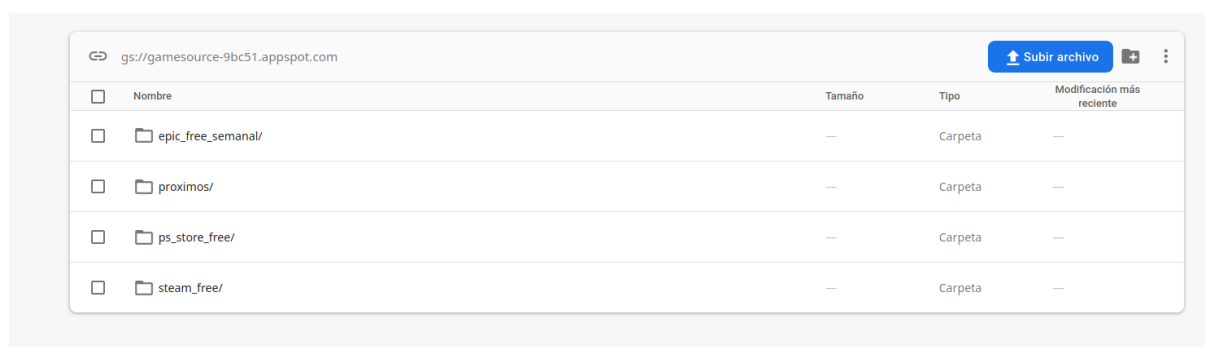 gs://gamesource-9bc51.appspot.com
Subir archivo
Nombre
Tamaño
Tipo
Modificación más
reciente
epic_free_semanal/
—
Carpeta
—
proximos/
—
Carpeta
—
ps_store_free/
—
Carpeta
—
steam_free/
—
Carpeta
—